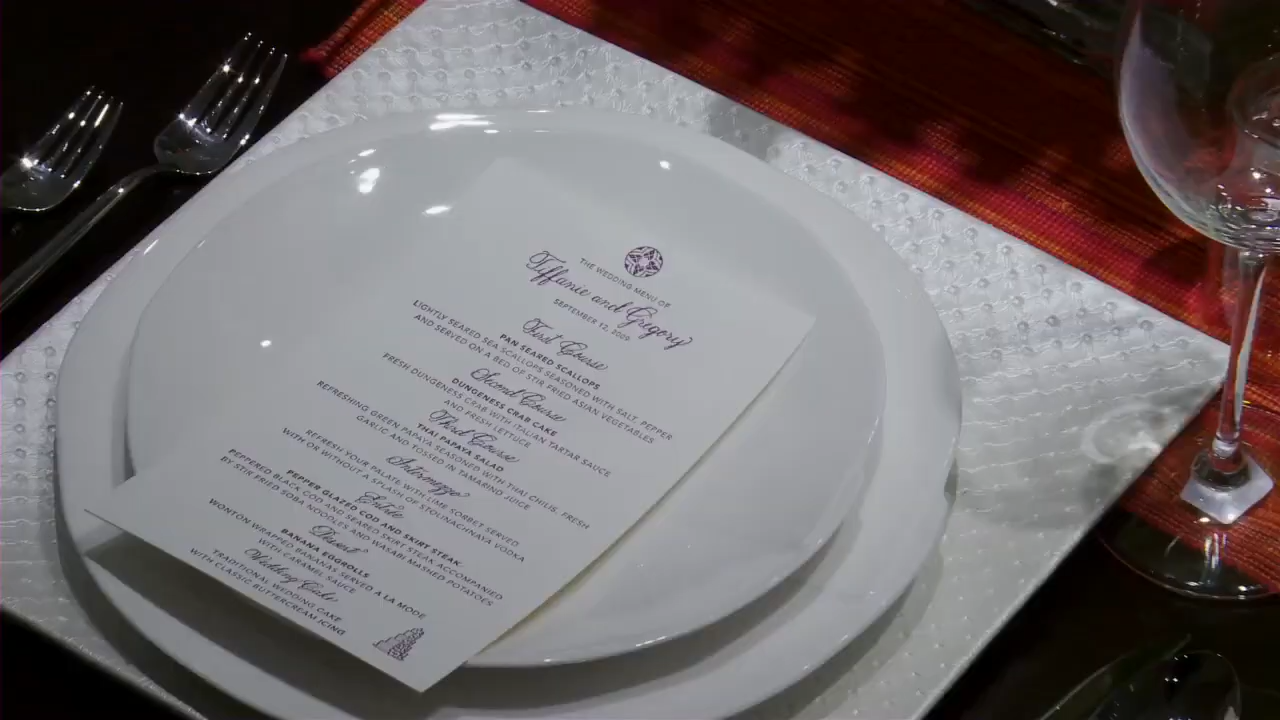 THE WEDDING MENU OF
Tiffanie and Gregory
SEPTEMBER 12, 2009
First Course
PAN SEARED SCALLOPS
LIGHTLY SEARED SEA SCALLOPS SEASONED WITH SALT, PEPPER
AND SERVED ON A BED OF STIR FRIED ASIAN VEGETABLES
Second Course
DUNGENESS CRAB CAKE
FRESH DUNGENESS CRAB WITH ITALIAN TARTAR SAUCE
AND FRESH LETTUCE
Third Course
THAI PAPAYA SALAD
REFRESHING GREEN PAPAYA SEASONED WITH THAI CHILIS, FRESH
GARLIC AND TOSSED IN TAMARIND JUICE
Intermezzo
REFRESH YOUR PALATE WITH LIME SORBET SERVED
WITH OR WITHOUT A SPLASH OF STOLINACHNAYA VODKA
Entrée
PEPPER GLAZED COD AND SKIRT STEAK
PEPPERED BLACK COD AND SEARED SKIRT STEAK ACCOMPANIED
BY STIR FRIED SOBA NOODLES AND WASABI MASHED POTATOES
Dessert
BANANA EGGROLLS
WONTON WRAPPED BANANAS SERVED A LA MODE
WITH CARAMEL SAUCE
Wedding Cake
TRADITIONAL WEDDING CAKE
WITH CLASSIC BUTTERCREAM ICING